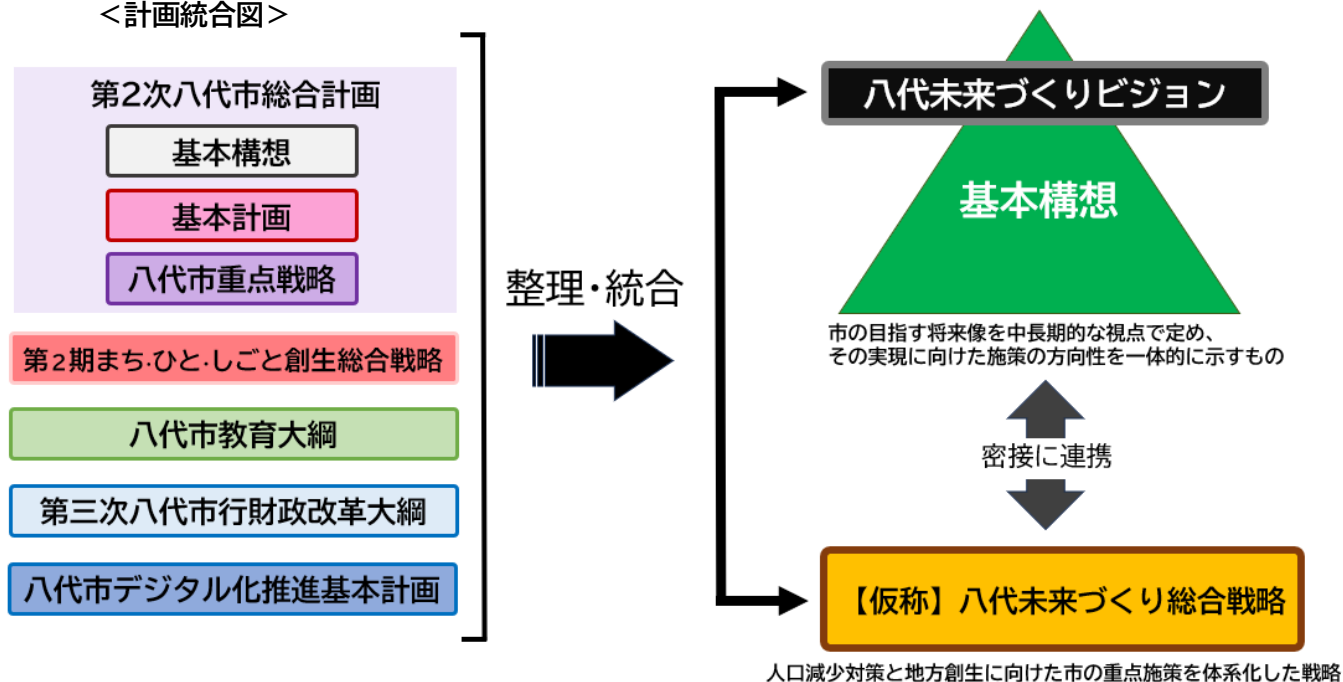 ＜計画統合図＞
第2次八代市総合計画
基本構想
基本計画
八代市重点戦略
第2期まち･ひと･しごと創生総合戦略
八代市教育大綱
第三次八代市行財政改革大綱
八代市デジタル化推進基本計画
整理･統合
八代未来づくりビジョン
基本構想
市の目指す将来像を中長期的な視点で定め、
その実現に向けた施策の方向性を一体的に示すもの
密接に連携
【仮称】八代未来づくり総合戦略
人口減少対策と地方創生に向けた市の重点施策を体系化した戦略